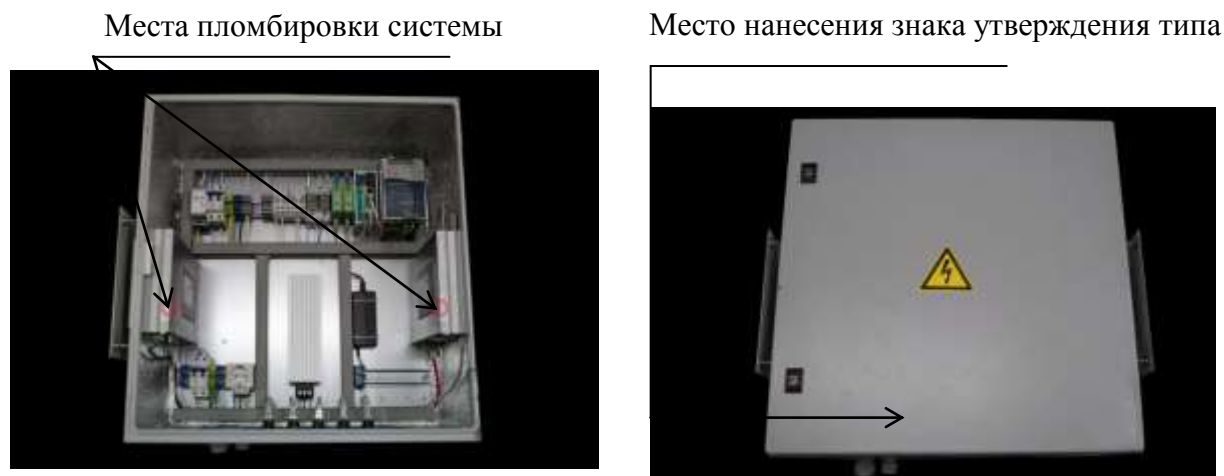 Места пломбировки системы
Место нанесения знака утверждения типа